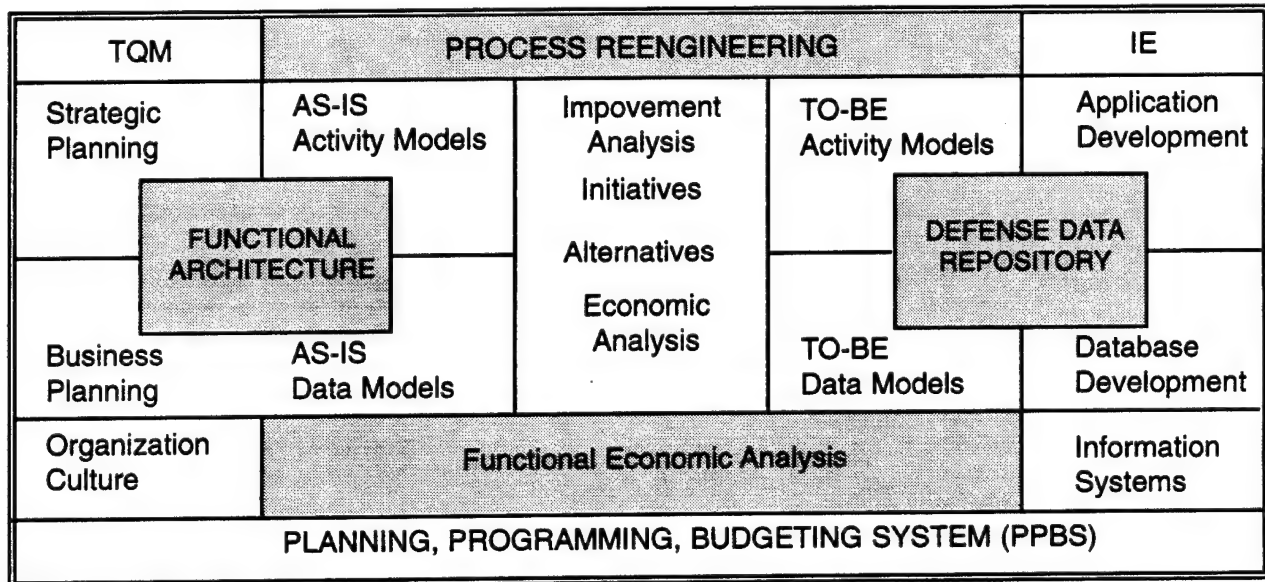 TQM
PROCESS REENGINEERING
IE
Strategic
Planning
AS-IS
Activity Models
Impovement
Analysis
Initiatives
Alternatives
Economic
Analysis
TO-BE
Activity Models
Application
Development
FUNCTIONAL
ARCHITECTURE
DEFENSE DATA
REPOSITORY
Business
Planning
AS-IS
Data Models
TO-BE
Data Models
Database
Development
Organization
Culture
Functional Economic Analysis
Information
Systems
PLANNING, PROGRAMMING, BUDGETING SYSTEM (PPBS)